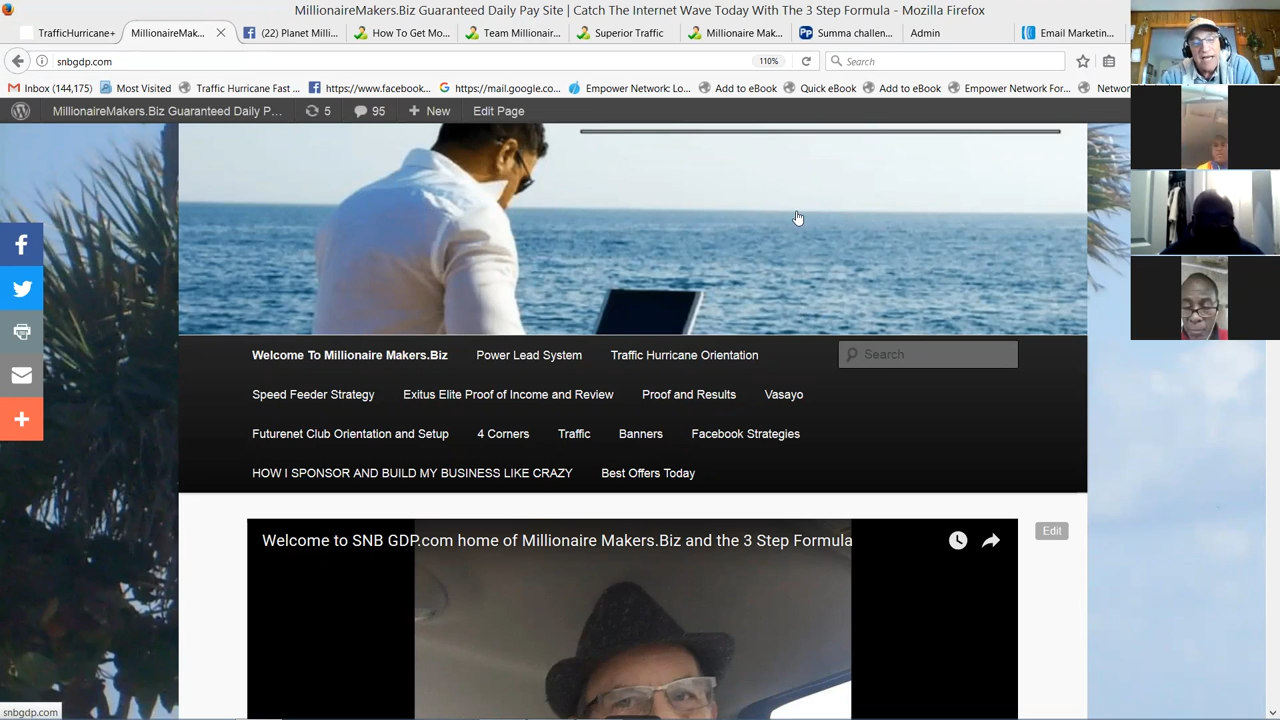 MillionaireMakers.Biz Guaranteed Daily Pay Site | Catch The Internet Wave Today With The 3 Step Formula - Mozilla Firefox
TrafficHurricane+ MillionaireMak... (22) Planet Milli... How To Get Mo... Team Millionair... Superior Traffic Millionaire Mak... Summa challen... Admin Email Marketin...
snbgdp.com 110% Search
Inbox (144,175) Most Visited Traffic Hurricane Fast ... https://www.facebook... https://mail.google.co... Empower Network: Lo... Add to eBook Quick eBook Add to eBook Empower Network For... Networ
MillionaireMakers.Biz Guaranteed Daily P... 5 95 New Edit Page
Welcome To Millionaire Makers.Biz Power Lead System Traffic Hurricane Orientation Search
Speed Feeder Strategy Exitus Elite Proof of Income and Review Proof and Results Vasayo
Futurenet Club Orientation and Setup 4 Corners Traffic Banners Facebook Strategies
HOW I SPONSOR AND BUILD MY BUSINESS LIKE CRAZY Best Offers Today
Edit
Welcome to SNB GDP.com home of Millionaire Makers.Biz and the 3 Step Formula
snbgdp.com